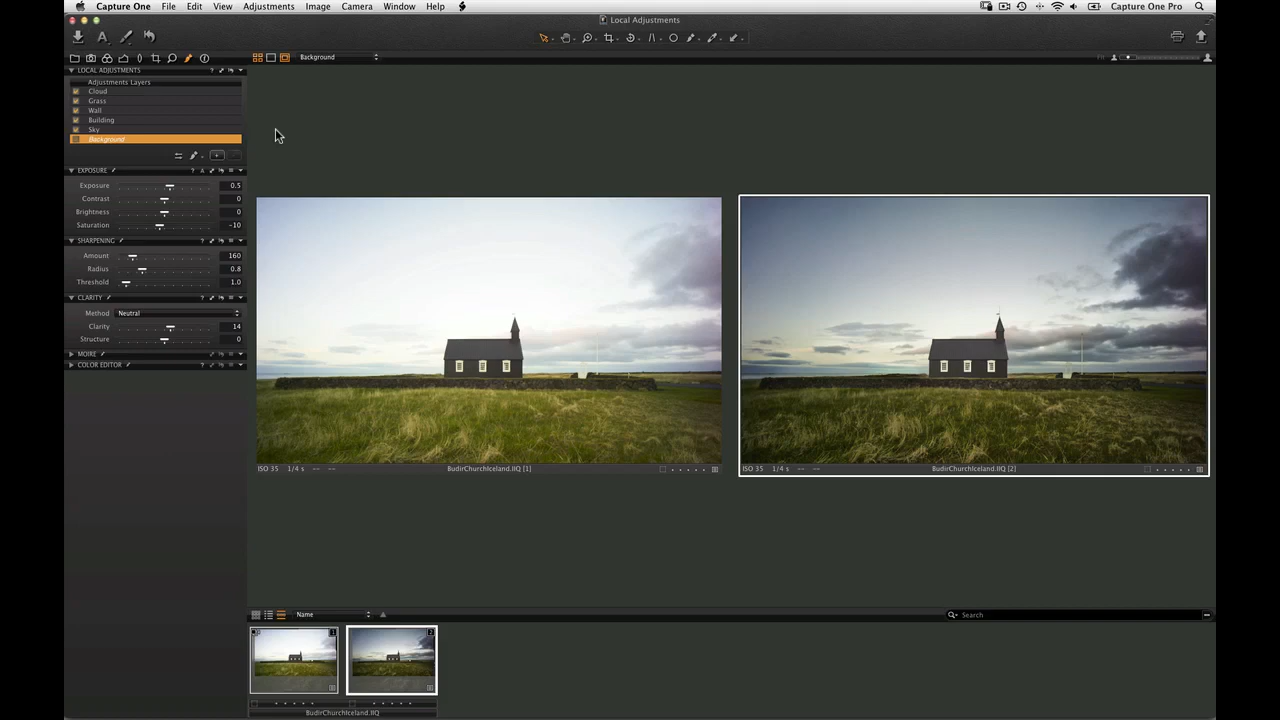 Capture One File Edit View Adjustments Image Camera Window Help Capture One Pro
Local Adjustments
Background
LOCAL ADJUSTMENTS ?
Adjustments Layers
Cloud
Grass
Wall
Building
Sky
Background
EXPOSURE ? A
Exposure 0.5
Contrast 0
Brightness 0
Saturation -10
SHARPENING ?
Amount 160
Radius 0.8
Threshold 1.0
CLARITY ?
Method Neutral
Clarity 14
Structure 0
MOIRE ?
COLOR EDITOR ?
Fit
ISO 35 1/4 s -- -- BudirChurchIceland.IIQ [1]
ISO 35 1/4 s -- -- BudirChurchIceland.IIQ [2]
Name
Search
1
2
BudirChurchIceland.IIQ